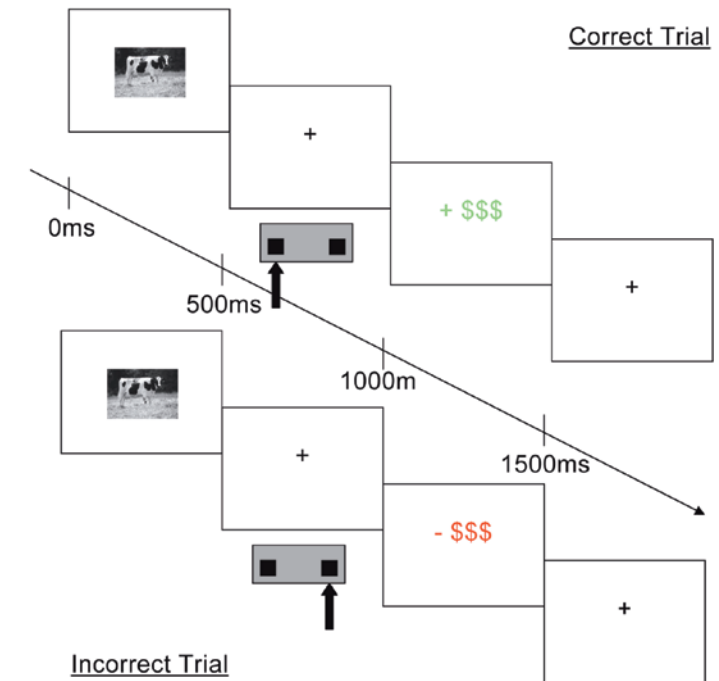 Correct Trial
+
+ $$$
+
0ms
500ms
1000m
1500ms
+
- $$$
+
Incorrect Trial